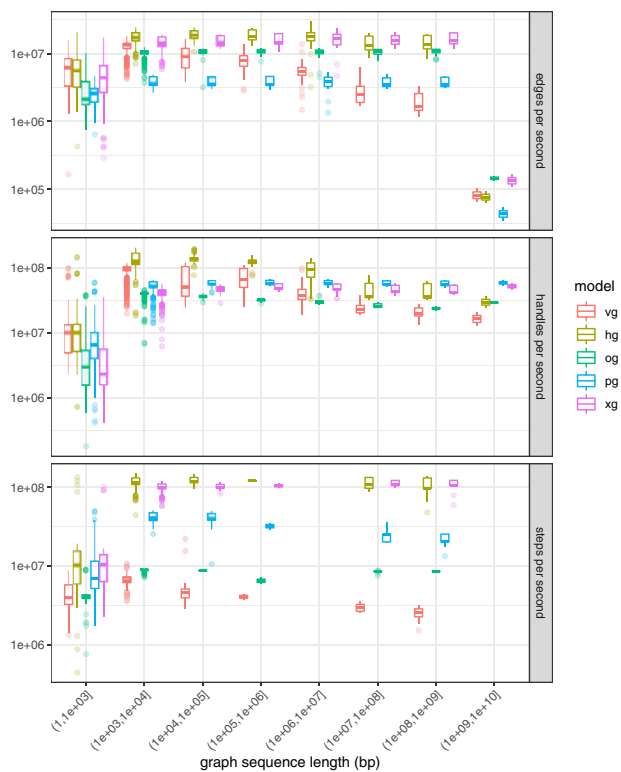 1e+07
1e+06
1e+05
edges per second
1e+08
1e+07
1e+06
handles per second
model
vg
hg
og
pg
xg
1e+08
1e+07
1e+06
steps per second
(1,1e+03]
(1e+03,1e+04]
(1e+04,1e+05]
(1e+05,1e+06]
(1e+06,1e+07]
(1e+07,1e+08]
(1e+08,1e+09]
(1e+09,1e+10]
graph sequence length (bp)